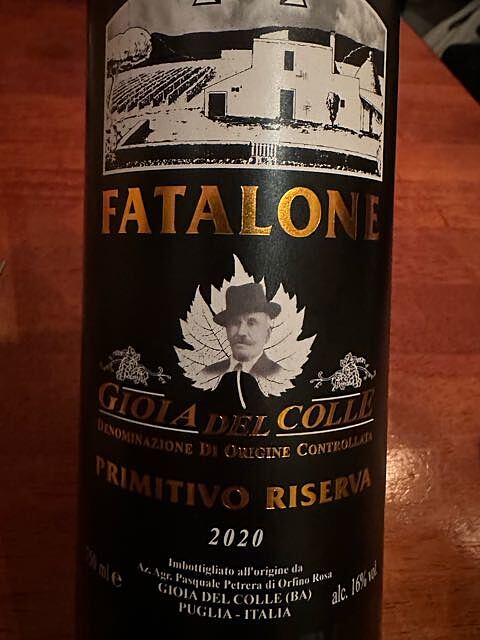 FATALONE
GIOIA DEL COLLE
DENOMINAZIONE DI ORIGINE CONTROLLATA
PRIMITIVO RISERVA
2020
750 ml e
Imbottigliato all'origine da
Az. Agr. Pasquale Petrera di Orfino Rosa
GIOIA DEL COLLE (BA)
PUGLIA - ITALIA
alc. 16% vol.